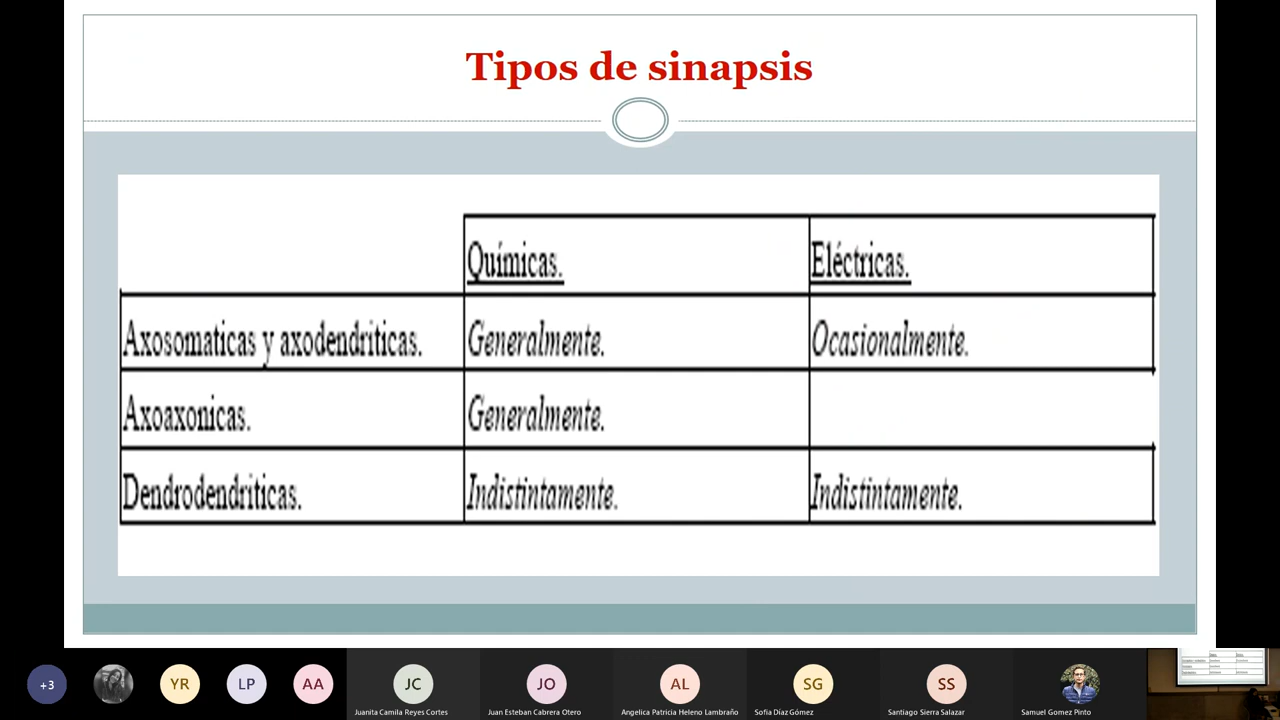 Tipos de sinapsis
Químicas. Eléctricas.
Axosomaticas y axodendriticas. Generalmente. Ocasionalmente.
Axoaxonicas. Generalmente.
Dendrodendriticas. Indistintamente. Indistintamente.
+3 YR LP AA JC JO AL SG SS
Juanita Camila Reyes Cortes Juan Esteban Cabrera Otero Angelica Patricia Heleno Lambraño Sofia Díaz Gómez Santiago Sierra Salazar Samuel Gomez Pinto